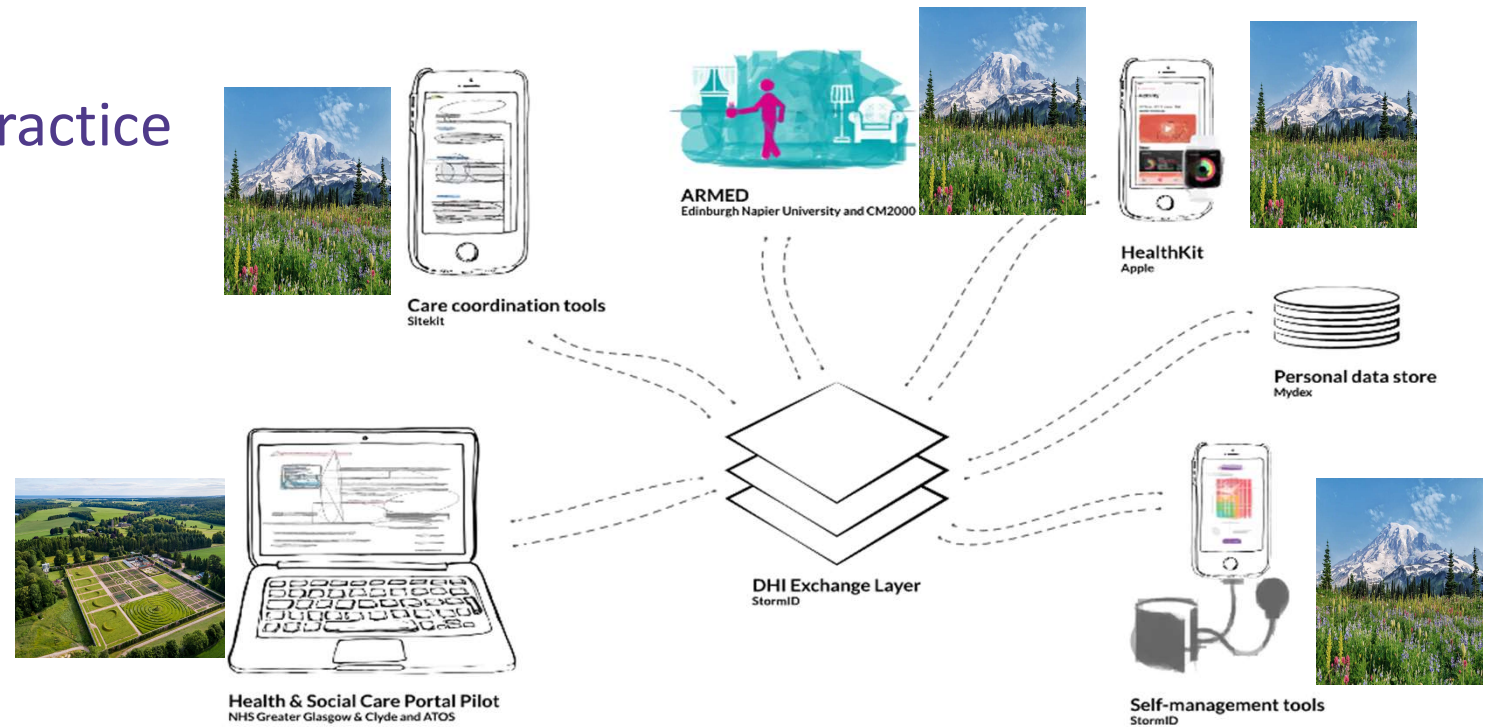 ractice
ARMED
Edinburgh Napier University and CM2000
HealthKit
Apple
Care coordination tools
Sitekit
Personal data store
Mydex
DHI Exchange Layer
StormID
Health & Social Care Portal Pilot
NHS Greater Glasgow & Clyde and ATOS
Self-management tools
StormID